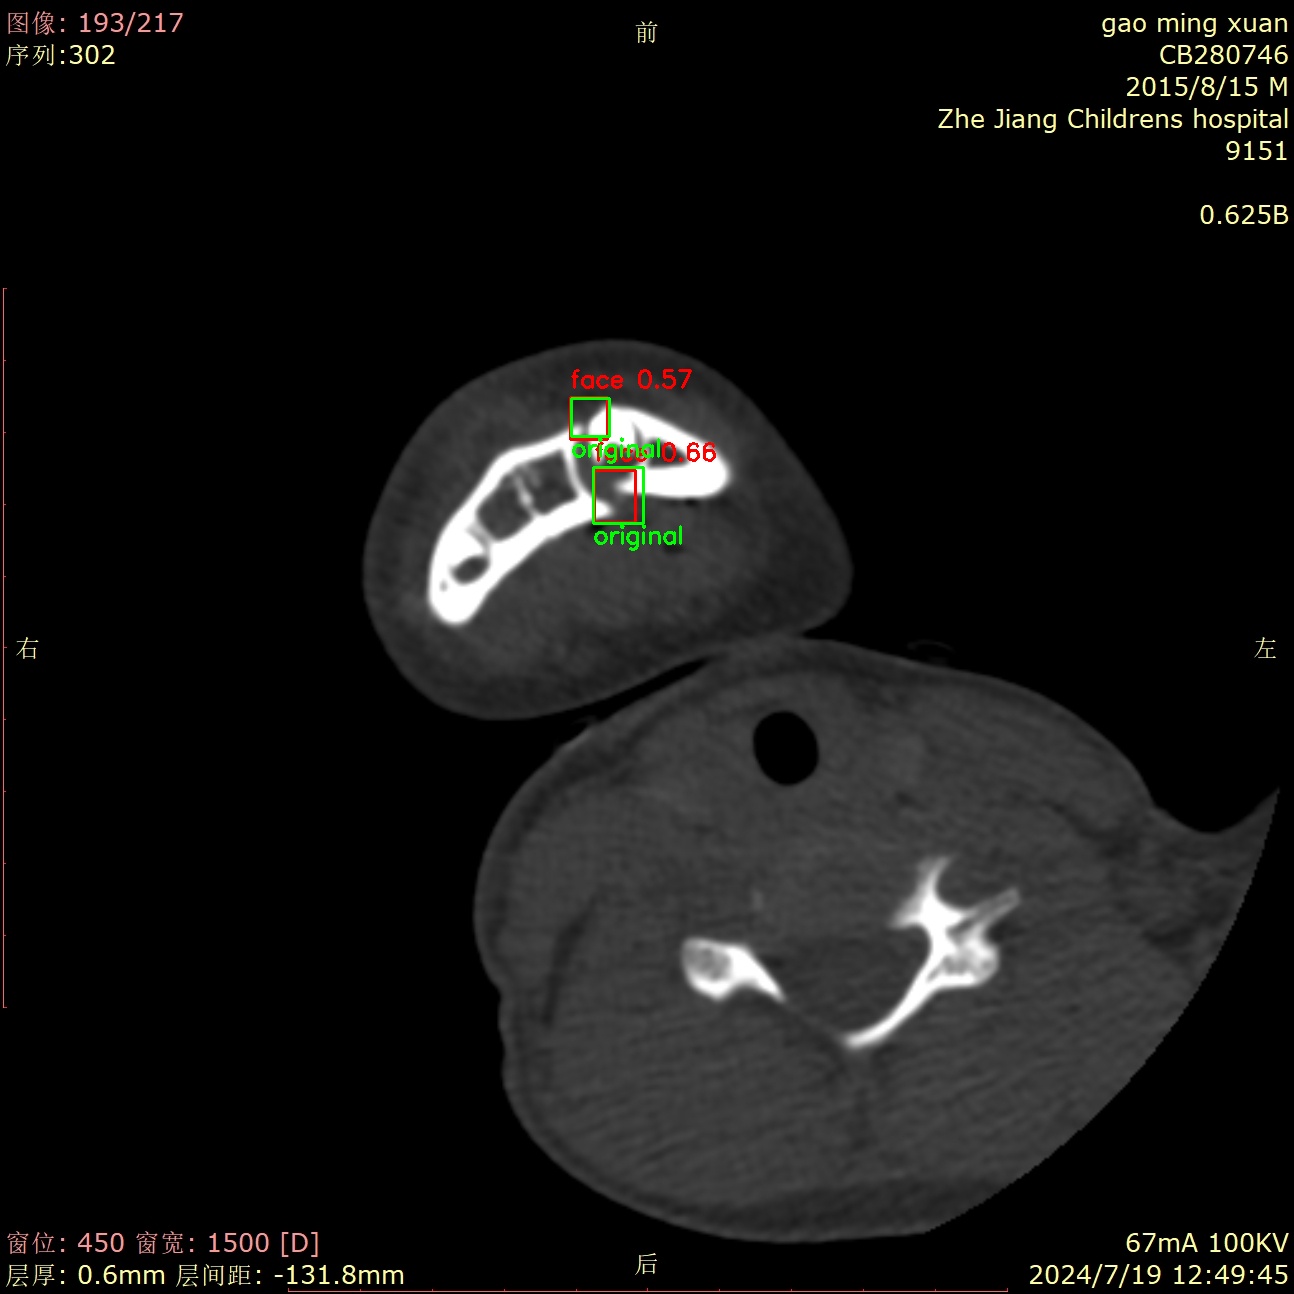 图像: 193/217
序列:302
前
gao ming xuan
CB280746
2015/8/15 M
Zhe Jiang Childrens hospital
9151
0.625B
face 0.57
original
0.66
original
右
左
窗位: 450 窗宽: 1500 [D]
层厚: 0.6mm 层间距: -131.8mm
后
67mA 100KV
2024/7/19 12:49:45